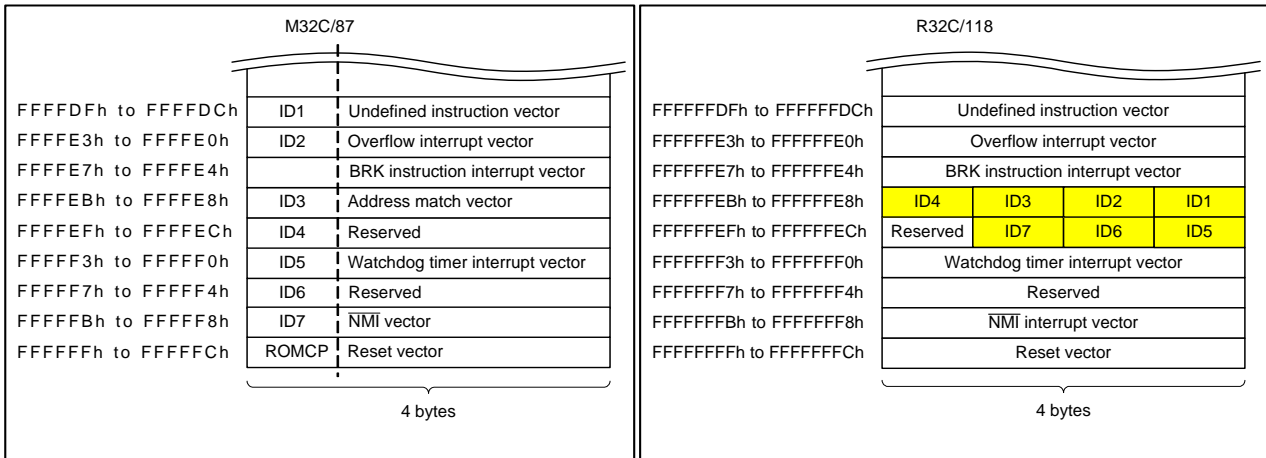 M32C/87
FFFFDFh to FFFFDCh ID1 Undefined instruction vector
FFFFE3h to FFFFE0h ID2 Overflow interrupt vector
FFFFE7h to FFFFE4h BRK instruction interrupt vector
FFFFEBh to FFFFE8h ID3 Address match vector
FFFFEFh to FFFFECh ID4 Reserved
FFFFF3h to FFFFF0h ID5 Watchdog timer interrupt vector
FFFFF7h to FFFFF4h ID6 Reserved
FFFFFBh to FFFFF8h ID7 NMI vector
FFFFFFh to FFFFFCh ROMCP Reset vector
4 bytes
R32C/118
FFFFFFDFh to FFFFFFDCh Undefined instruction vector
FFFFFFE3h to FFFFFFE0h Overflow interrupt vector
FFFFFFE7h to FFFFFFE4h BRK instruction interrupt vector
FFFFFFEBh to FFFFFFE8h ID4 ID3 ID2 ID1
FFFFFFEFh to FFFFFFECh Reserved ID7 ID6 ID5
FFFFFFF3h to FFFFFFF0h Watchdog timer interrupt vector
FFFFFFF7h to FFFFFFF4h Reserved
FFFFFFFBh to FFFFFFF8h NMI interrupt vector
FFFFFFFFh to FFFFFFFCh Reset vector
4 bytes